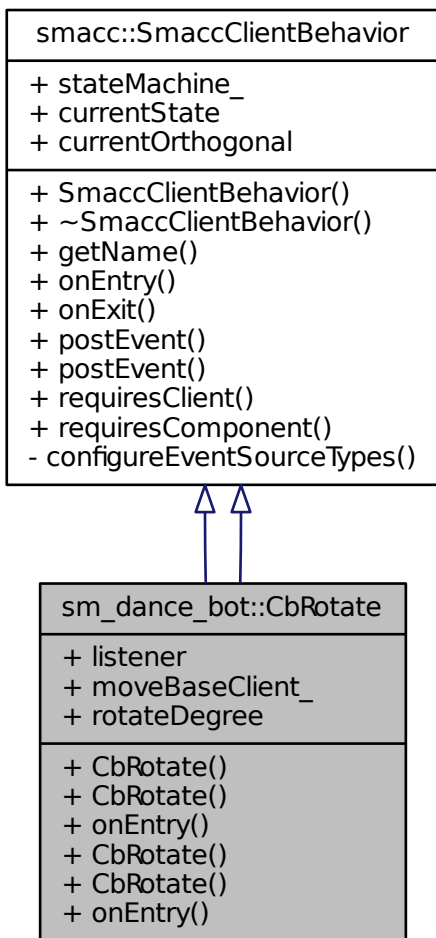 smacc::SmaccClientBehavior
+ stateMachine_
+ currentState
+ currentOrthogonal
+ SmaccClientBehavior()
+ ~SmaccClientBehavior()
+ getName()
+ onEntry()
+ onExit()
+ postEvent()
+ postEvent()
+ requiresClient()
+ requiresComponent()
- configureEventSourceTypes()
sm_dance_bot::CbRotate
+ listener
+ moveBaseClient_
+ rotateDegree
+ CbRotate()
+ CbRotate()
+ onEntry()
+ CbRotate()
+ CbRotate()
+ onEntry()